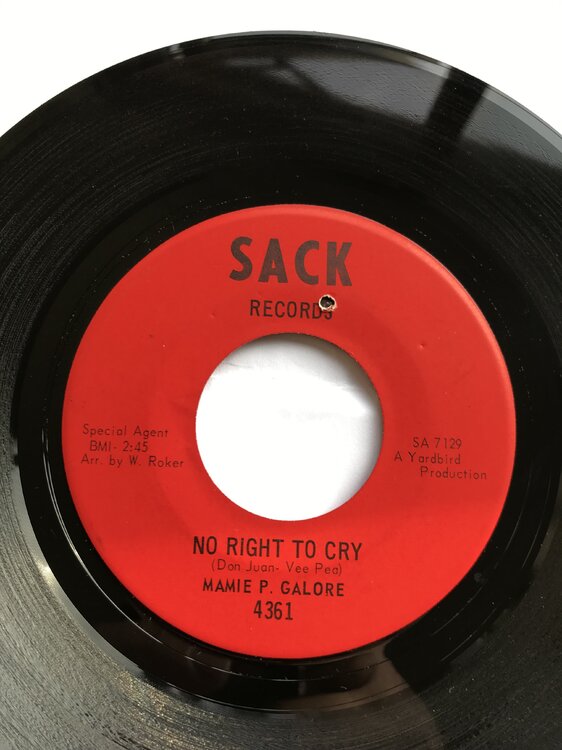 SACK
RECORDS
Special Agent
BMI- 2:45
Arr. by W. Roker
SA 7129
A Yardbird
Production
NO RIGHT TO CRY
(Don Juan- Vee Pea)
MAMIE P. GALORE
4361